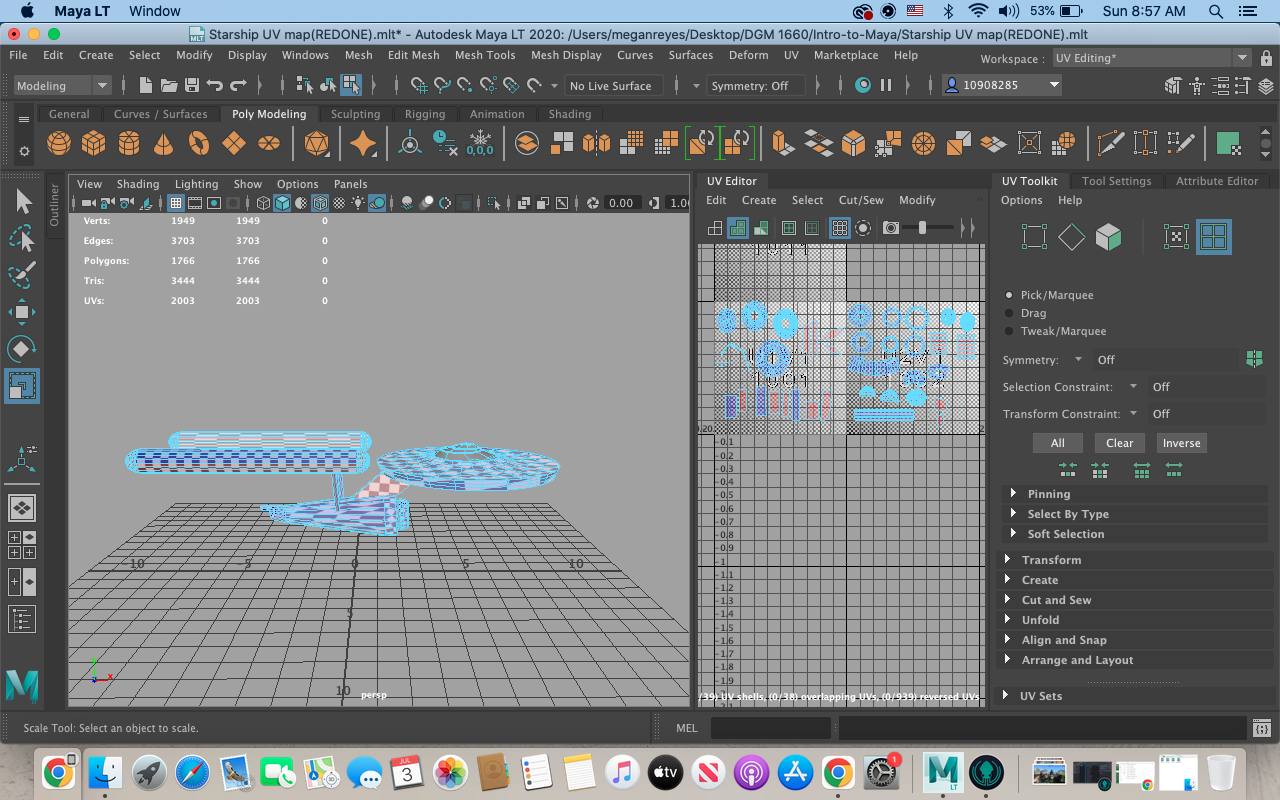 Maya LT Window 53% Sun 8:57 AM
Starship UV map(REDONE).mlt* - Autodesk Maya LT 2020: /Users/meganreyes/Desktop/DGM 1660/Intro-to-Maya/Starship UV map(REDONE).mlt
File Edit Create Select Modify Display Windows Mesh Edit Mesh Mesh Tools Mesh Display Curves Surfaces Deform UV Marketplace Help Workspace : UV Editing*
Modeling No Live Surface Symmetry: Off 10908285
General Curves / Surfaces Poly Modeling Sculpting Rigging Animation Shading
0,0,0
Outliner
View Shading Lighting Show Options Panels
0.00 1.00
Verts: 1949 1949 0
Edges: 3703 3703 0
Polygons: 1766 1766 0
Tris: 3444 3444 0
UVs: 2003 2003 0
-10 -5 0 5 10
5
10
persp
y
x
UV Editor
Edit Create Select Cut/Sew Modify
2
0.1
0.2
0.3
0.4
0.5
0.6
0.7
0.8
0.9
1
1.1
1.2
1.3
1.4
1.5
1.6
1.7
1.8
1.9
2.1
/39) UV shells, (0/38) overlapping UVs, (0/939) reversed UVs
UV Toolkit Tool Settings Attribute Editor
Options Help
Pick/Marquee
Drag
Tweak/Marquee
Symmetry: Off
Selection Constraint: Off
Transform Constraint: Off
All Clear Inverse
Pinning
Select By Type
Soft Selection
Transform
Create
Cut and Sew
Unfold
Align and Snap
Arrange and Layout
UV Sets
Scale Tool: Select an object to scale. MEL
JUL
3
tv
1
M
LT